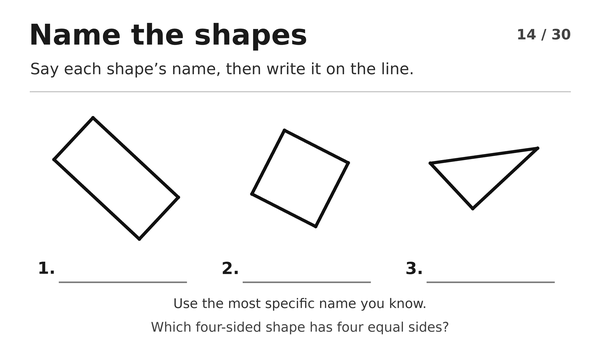 Name the shapes
14 / 30
Say each shape’s name, then write it on the line.
1.
2.
3.
Use the most specific name you know.
Which four-sided shape has four equal sides?